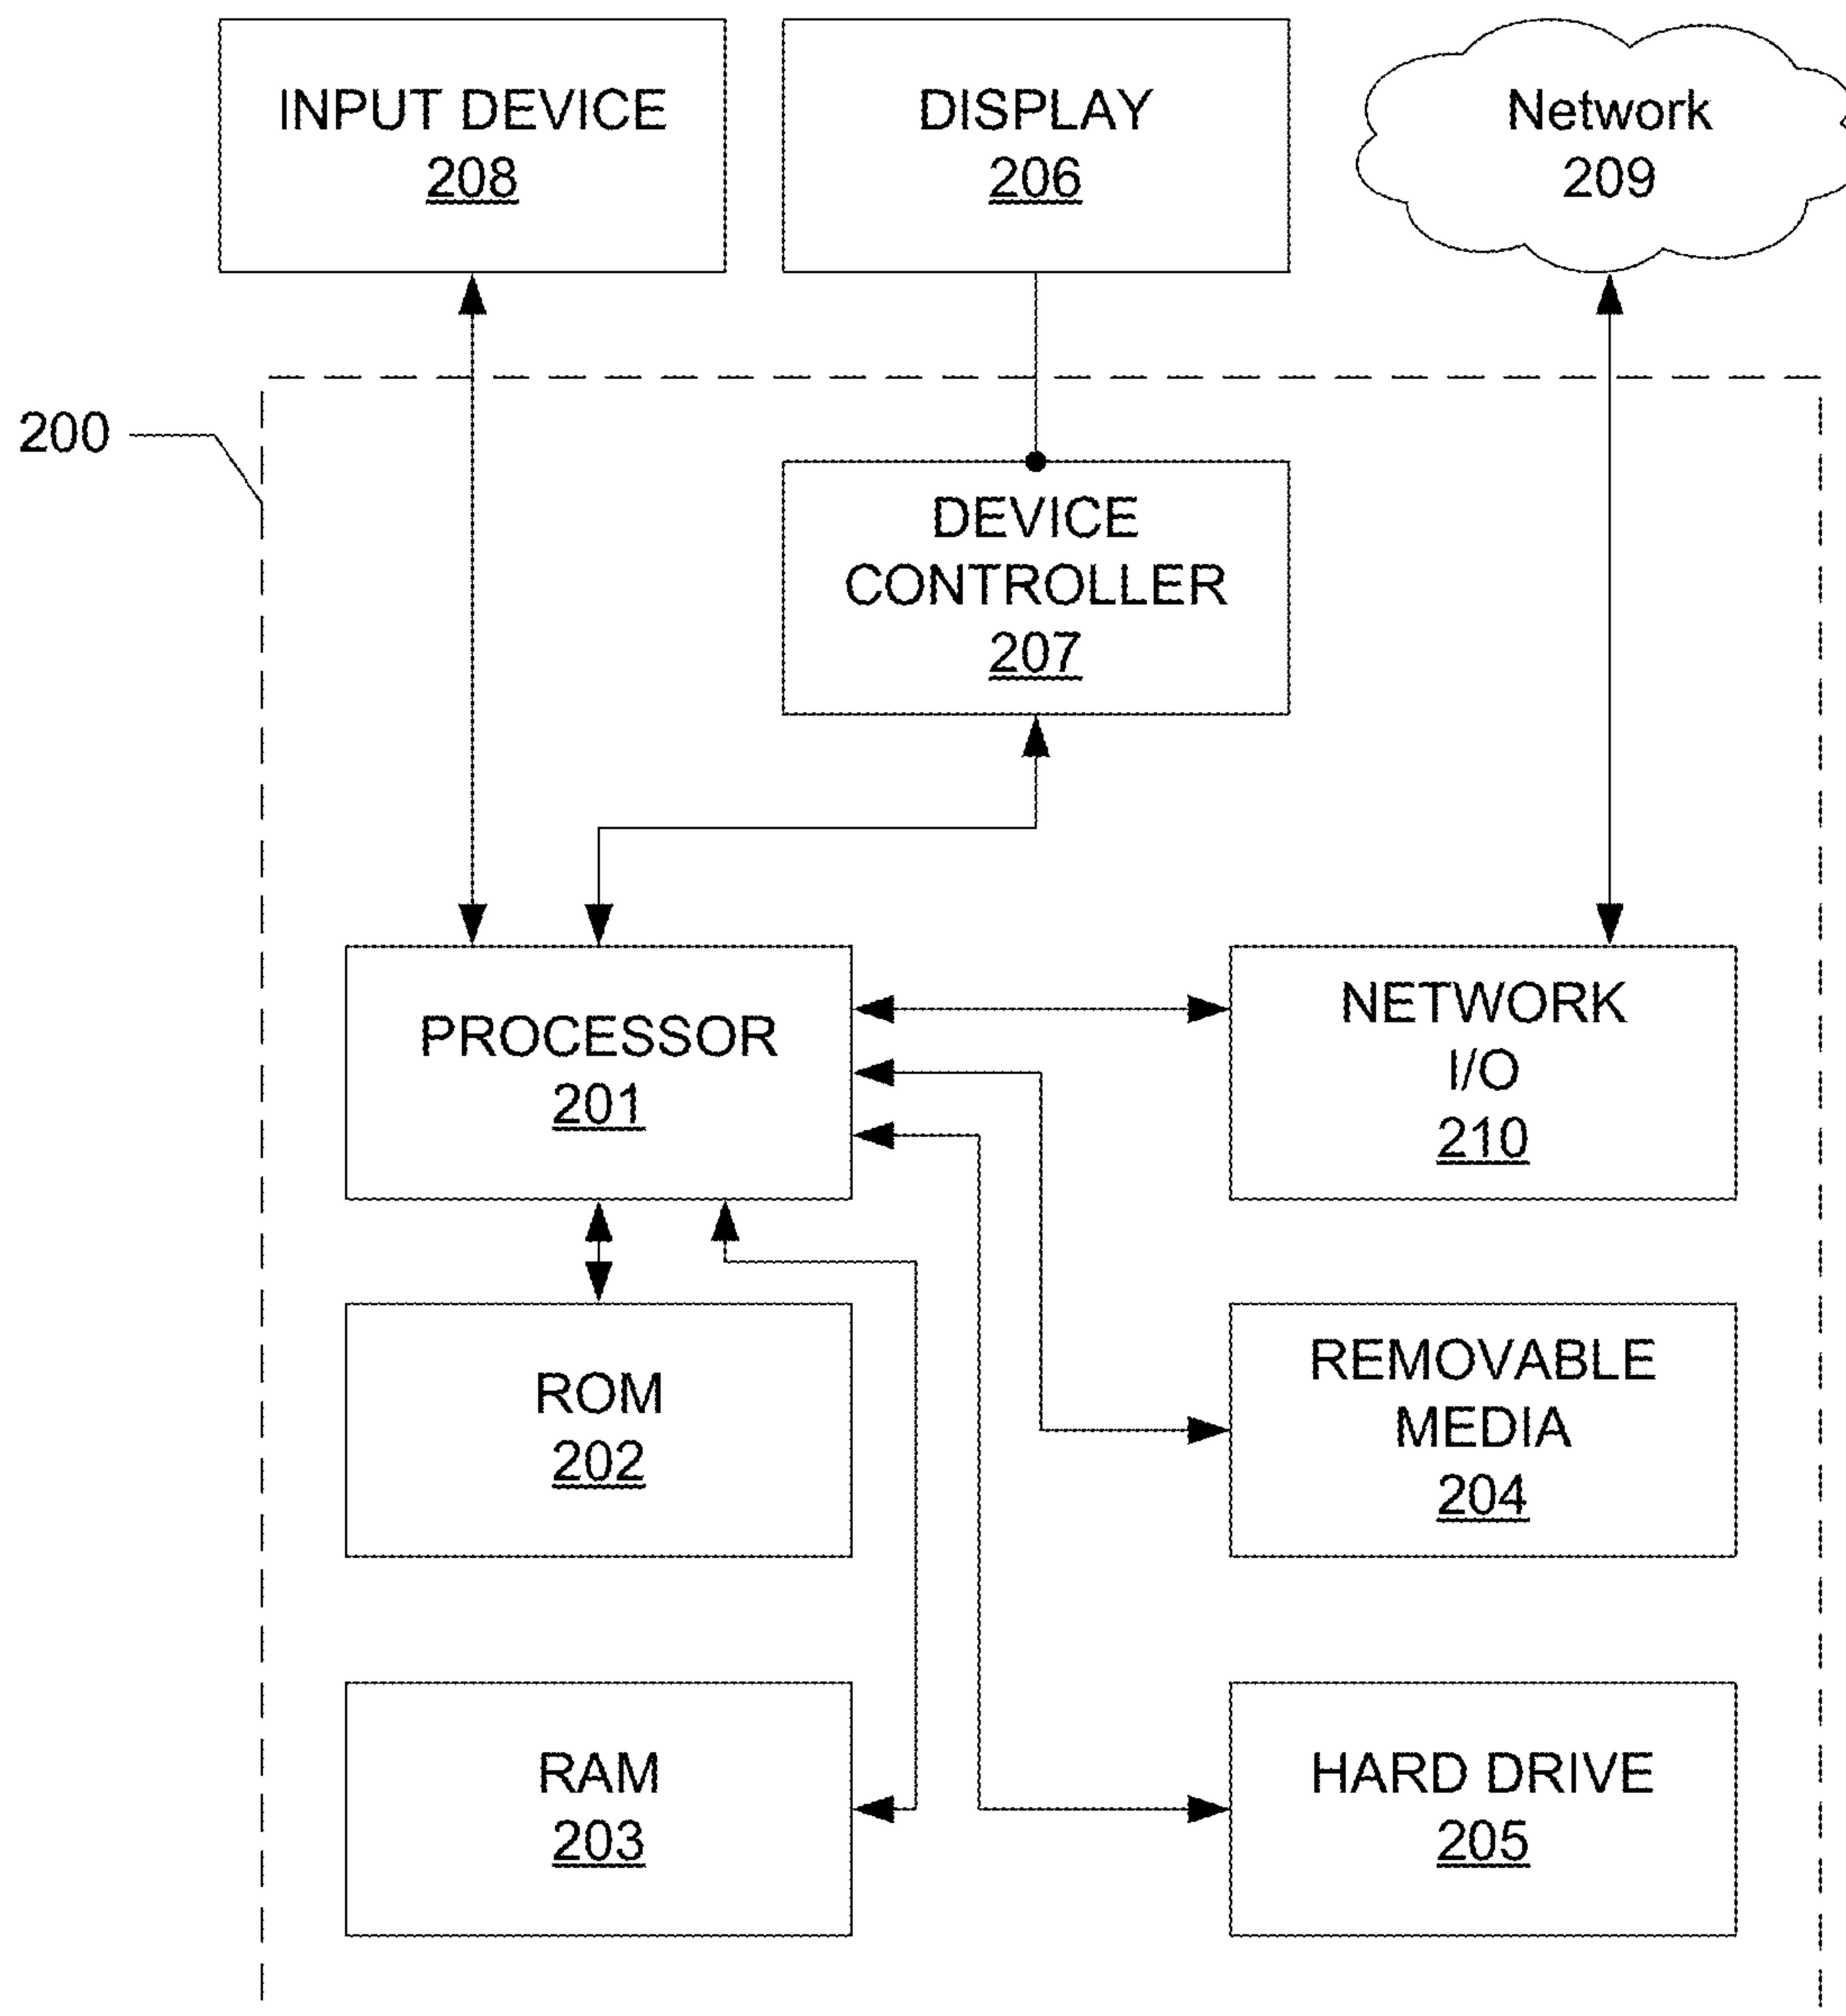 INPUT DEVICE
208
DISPLAY
206
Network
209
200
DEVICE
CONTROLLER
207
PROCESSOR
201
NETWORK
I/O
210
ROM
202
REMOVABLE
MEDIA
204
RAM
203
HARD DRIVE
205